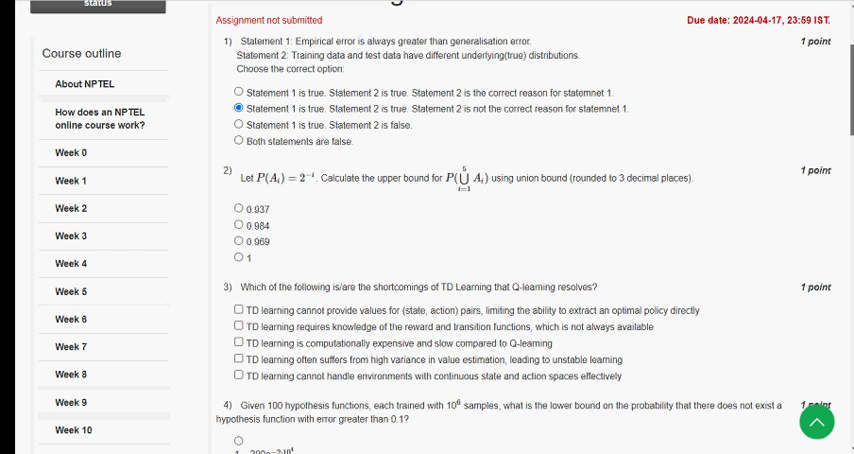 status
Assignment not submitted
Due date: 2024-04-17, 23:59 IST.
Course outline
About NPTEL
How does an NPTEL
online course work?
Week 0
Week 1
Week 2
Week 3
Week 4
Week 5
Week 6
Week 7
Week 8
Week 9
Week 10
1) Statement 1: Empirical error is always greater than generalisation error.
1 point
Statement 2: Training data and test data have different underlying(true) distributions.
Choose the correct option:
Statement 1 is true. Statement 2 is true. Statement 2 is the correct reason for statemnet 1.
Statement 1 is true. Statement 2 is true. Statement 2 is not the correct reason for statemnet 1.
Statement 1 is true. Statement 2 is false.
Both statements are false.
2) Let P(Aᵢ) = 2⁻ⁱ. Calculate the upper bound for P(⋃⁵ᵢ₌₁ Aᵢ) using union bound (rounded to 3 decimal places).
1 point
0.937
0.984
0.969
1
3) Which of the following is/are the shortcomings of TD Learning that Q-learning resolves?
1 point
TD learning cannot provide values for (state, action) pairs, limiting the ability to extract an optimal policy directly
TD learning requires knowledge of the reward and transition functions, which is not always available
TD learning is computationally expensive and slow compared to Q-learning
TD learning often suffers from high variance in value estimation, leading to unstable learning
TD learning cannot handle environments with continuous state and action spaces effectively
4) Given 100 hypothesis functions, each trained with 10⁶ samples, what is the lower bound on the probability that there does not exist a
1 point
hypothesis function with error greater than 0.1?